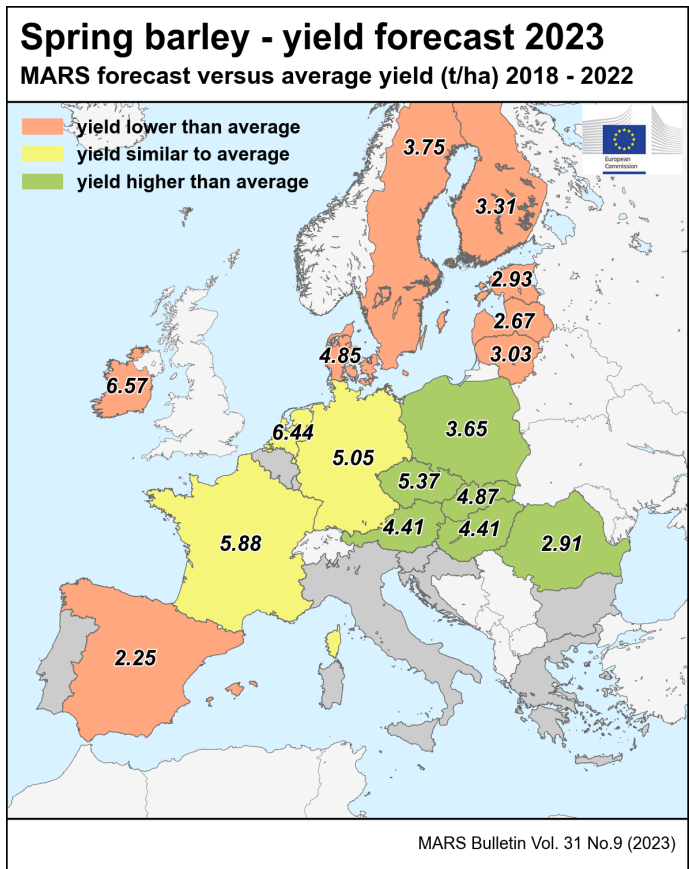 Spring barley - yield forecast 2023
MARS forecast versus average yield (t/ha) 2018 - 2022
yield lower than average
yield similar to average
yield higher than average
European
Commission
3.75
3.31
2.93
2.67
3.03
4.85
6.57
6.44
3.65
5.05
5.37
4.87
4.41
4.41
5.88
2.91
2.25
MARS Bulletin Vol. 31 No.9 (2023)